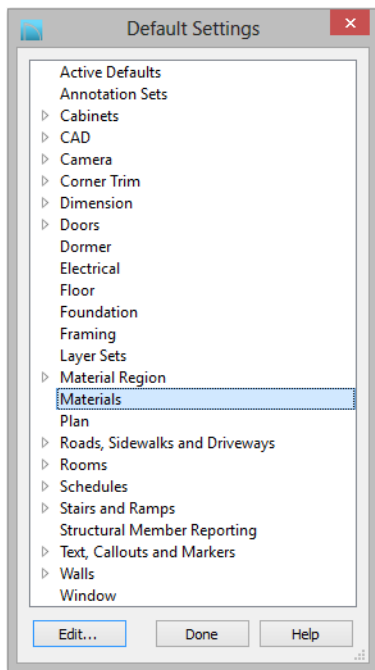 Default Settings
Active Defaults
Annotation Sets
Cabinets
CAD
Camera
Corner Trim
Dimension
Doors
Dormer
Electrical
Floor
Foundation
Framing
Layer Sets
Material Region
Materials
Plan
Roads, Sidewalks and Driveways
Rooms
Schedules
Stairs and Ramps
Structural Member Reporting
Text, Callouts and Markers
Walls
Window
Edit... Done Help